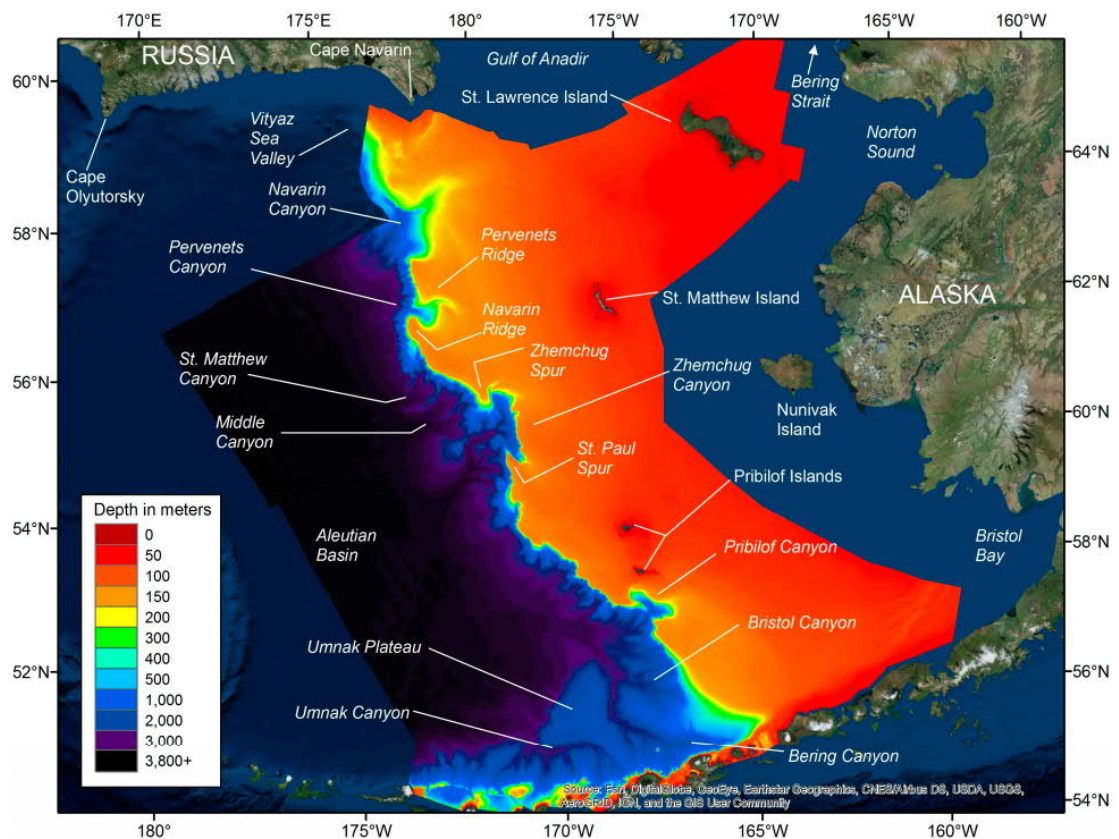 170°E
175°E
180°
175°W
170°W
165°W
160°W
RUSSIA
Cape Navarin
Gulf of Anadir
Bering
Strait
60°N
St. Lawrence Island
Vityaz
Sea
Valley
Norton
Sound
64°N
Cape
Olyutorsky
Navarin
Canyon
58°N
Pervenets
Canyon
Pervenets
Ridge
62°N
St. Matthew Island
ALASKA
Navarin
Ridge
Zhemchug
Spur
Zhemchug
Canyon
56°N
St. Matthew
Canyon
60°N
Nunivak
Island
Middle
Canyon
St. Paul
Spur
Pribilof Islands
Depth in meters
0
50
100
150
200
300
400
500
1,000
2,000
3,000
3,800+
54°N
Aleutian
Basin
Bristol
Bay
58°N
Pribilof Canyon
Bristol Canyon
Umnak Plateau
52°N
56°N
Umnak Canyon
Bering Canyon
Source: Esri, DigitalGlobe, GeoEye, Earthstar Geographics, CNES/Airbus DS, USDA, USGS,
AeroGRID, IGN, and the GIS User Community
54°N
180°
175°W
170°W
165°W